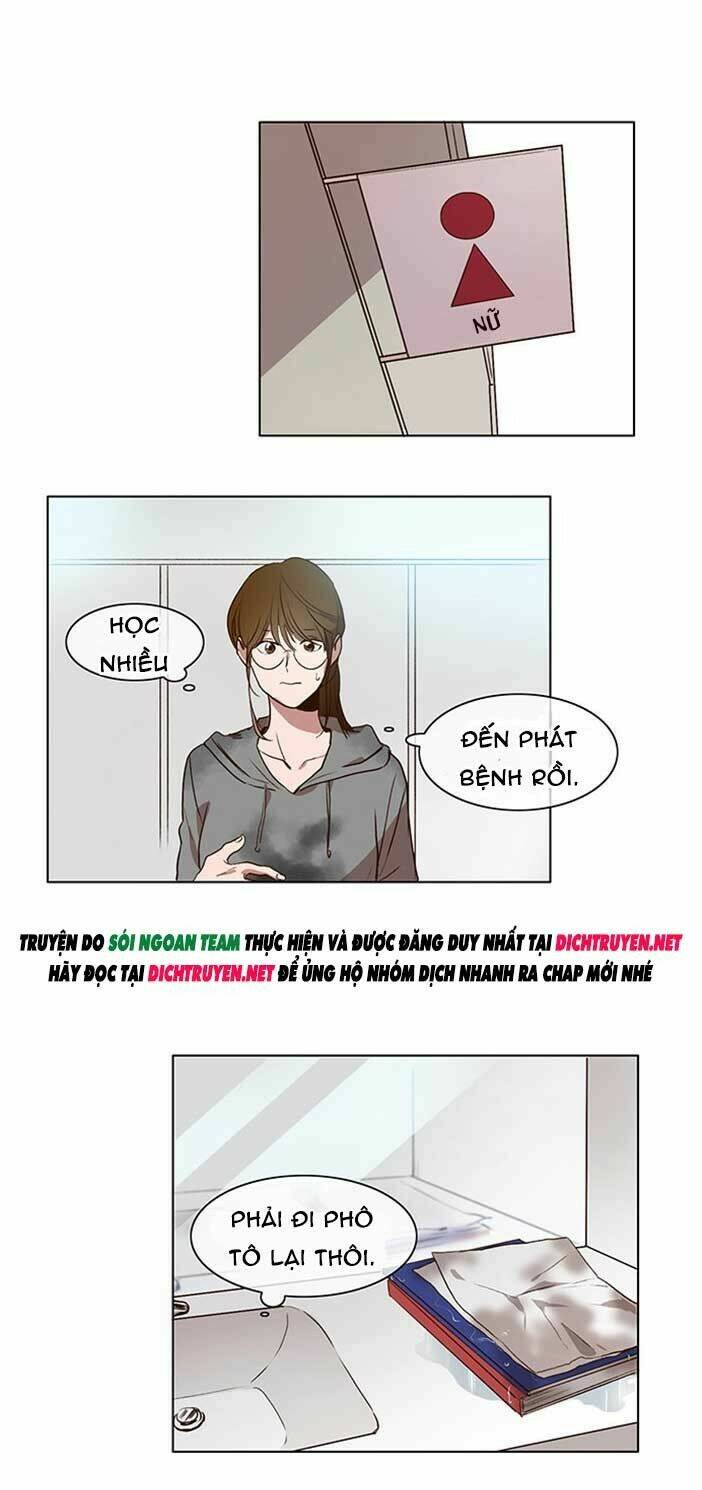 NỮ
HỌC
NHIỀU
ĐẾN PHÁT
BỆNH RỒI.
TRUYỆN DO SÓI NGOAN TEAM THỰC HIỆN VÀ ĐƯỢC ĐĂNG DUY NHẤT TẠI DICHTRUYEN.NET
HÃY ĐỌC TẠI DICHTRUYEN.NET ĐỂ ỦNG HỘ NHÓM DỊCH NHANH RA CHAP MỚI NHÉ
PHẢI ĐI PHÔ
TÔ LẠI THÔI.